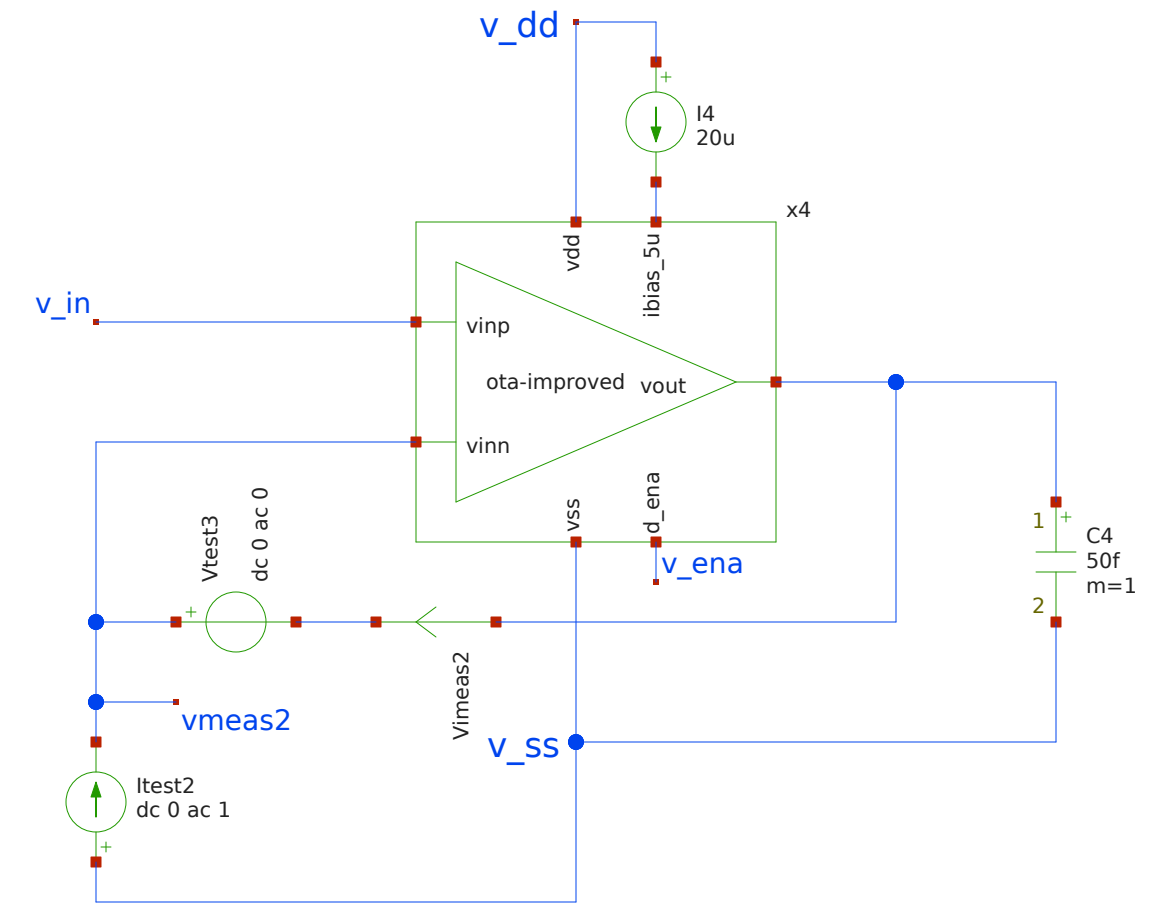 v_dd
+
I4
20u
x4
vdd
ibias_5u
v_in
vinp
ota-improved
vout
vinn
vss
d_ena
v_ena
Vtest3
dc 0 ac 0
+
1
+
C4
50f
m=1
2
Vimeas2
vmeas2
v_ss
Itest2
dc 0 ac 1
+